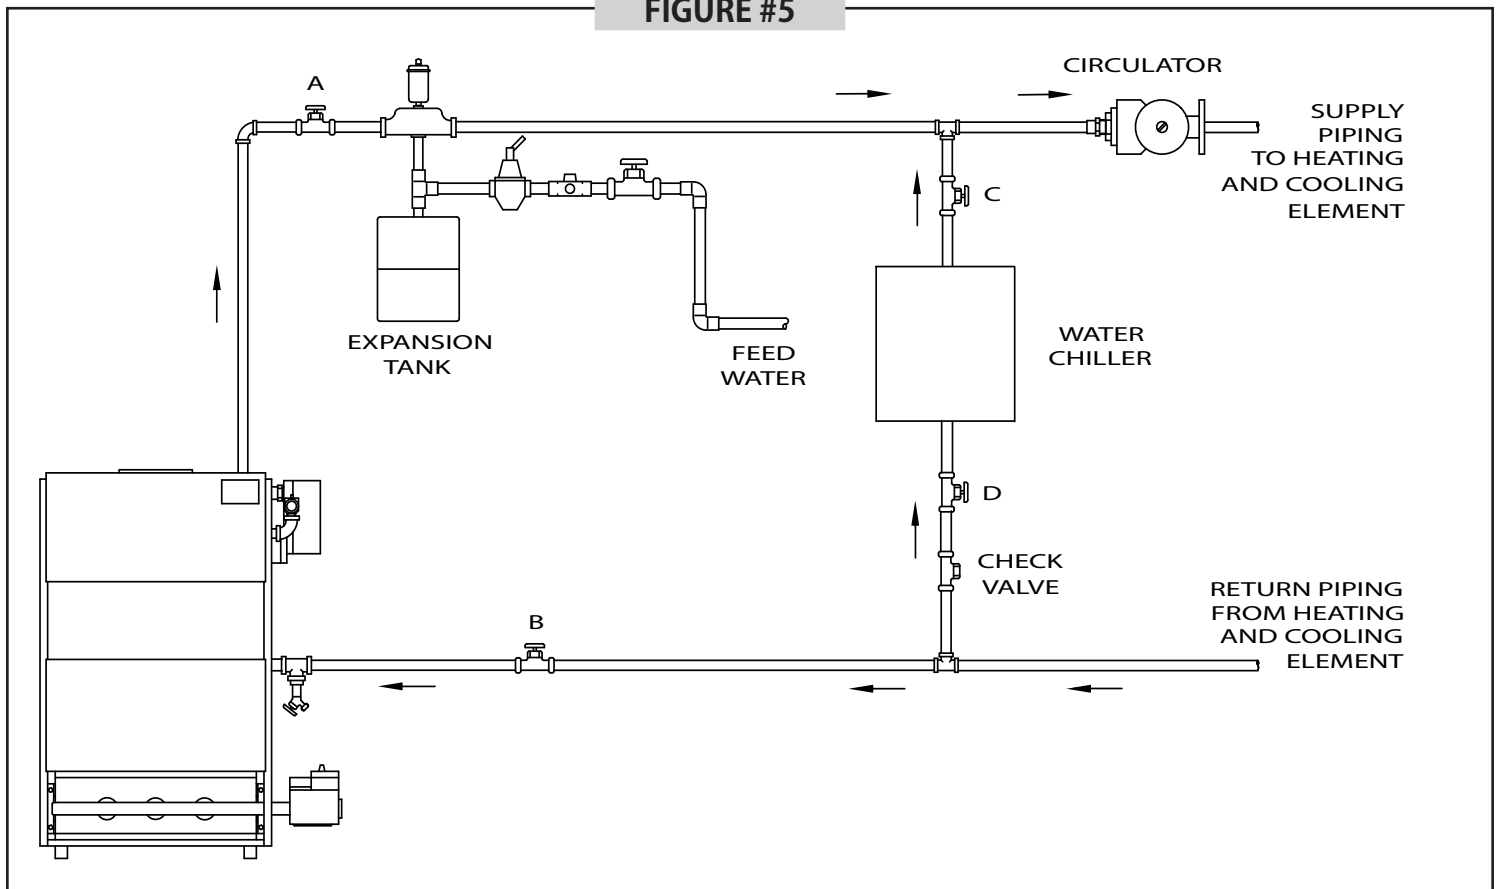 FIGURE #5
A
CIRCULATOR
SUPPLY
PIPING
TO HEATING
AND COOLING
ELEMENT
C
EXPANSION
TANK
FEED
WATER
WATER
CHILLER
D
CHECK
VALVE
B
RETURN PIPING
FROM HEATING
AND COOLING
ELEMENT